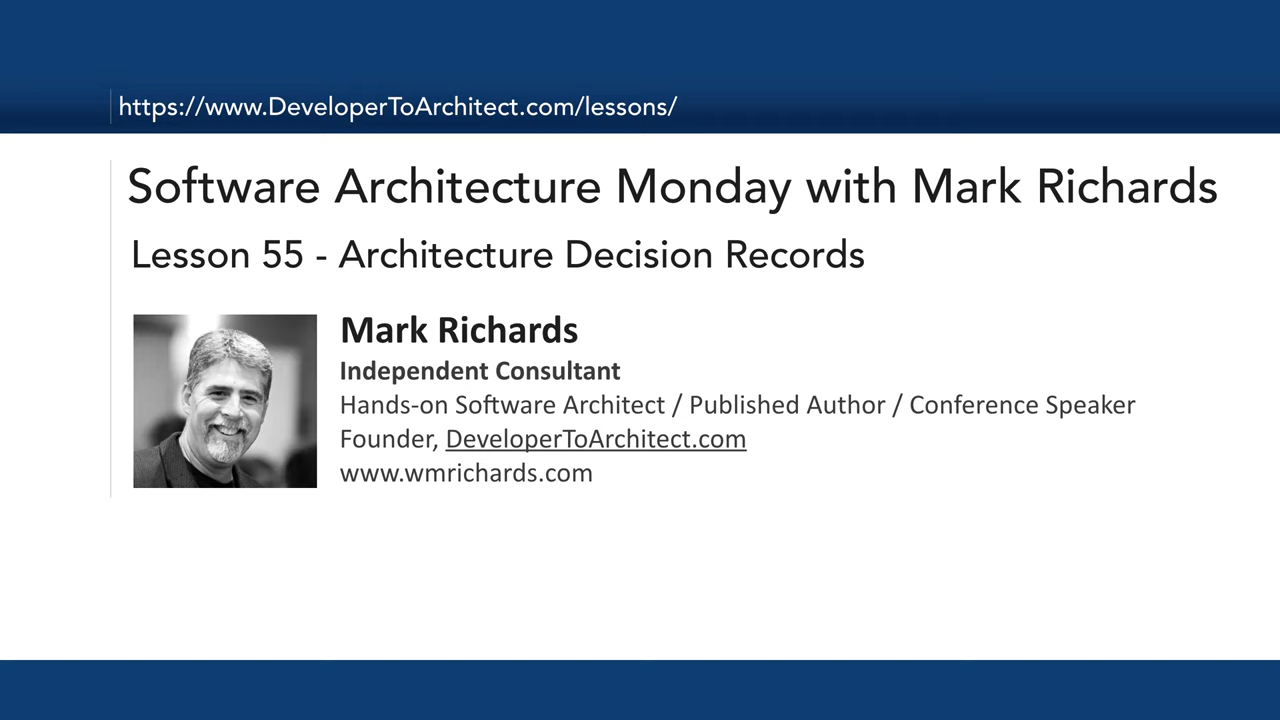 https://www.DeveloperToArchitect.com/lessons/
Software Architecture Monday with Mark Richards
Lesson 55 - Architecture Decision Records
Mark Richards
Independent Consultant
Hands-on Software Architect / Published Author / Conference Speaker
Founder, DeveloperToArchitect.com
www.wmrichards.com